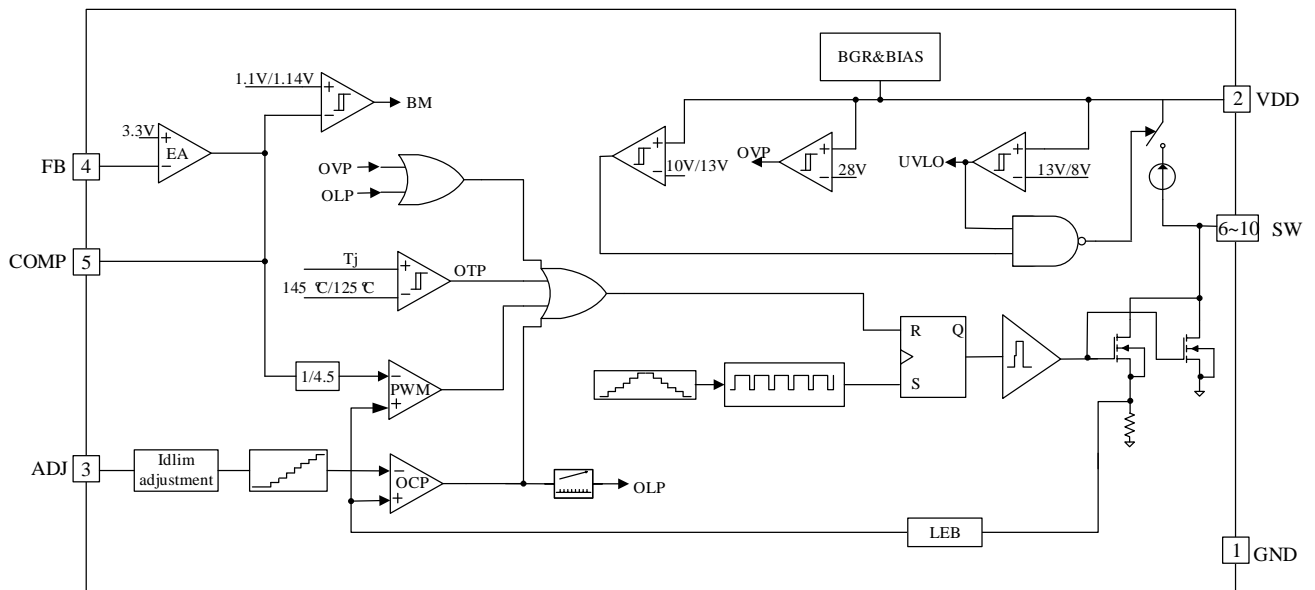 BGR&BIAS
1.1V/1.14V
+
−
BM
2
VDD
3.3V
+
−
EA
FB
4
OVP
OLP
+
−
10V/13V
OVP
+
−
28V
UVLO
+
−
13V/8V
6~10
SW
COMP
5
Tj
145 ℃/125 ℃
+
−
OTP
R
Q
S
1/4.5
−
PWM
+
ADJ
3
Idlim
adjustment
−
OCP
+
OLP
LEB
1
GND